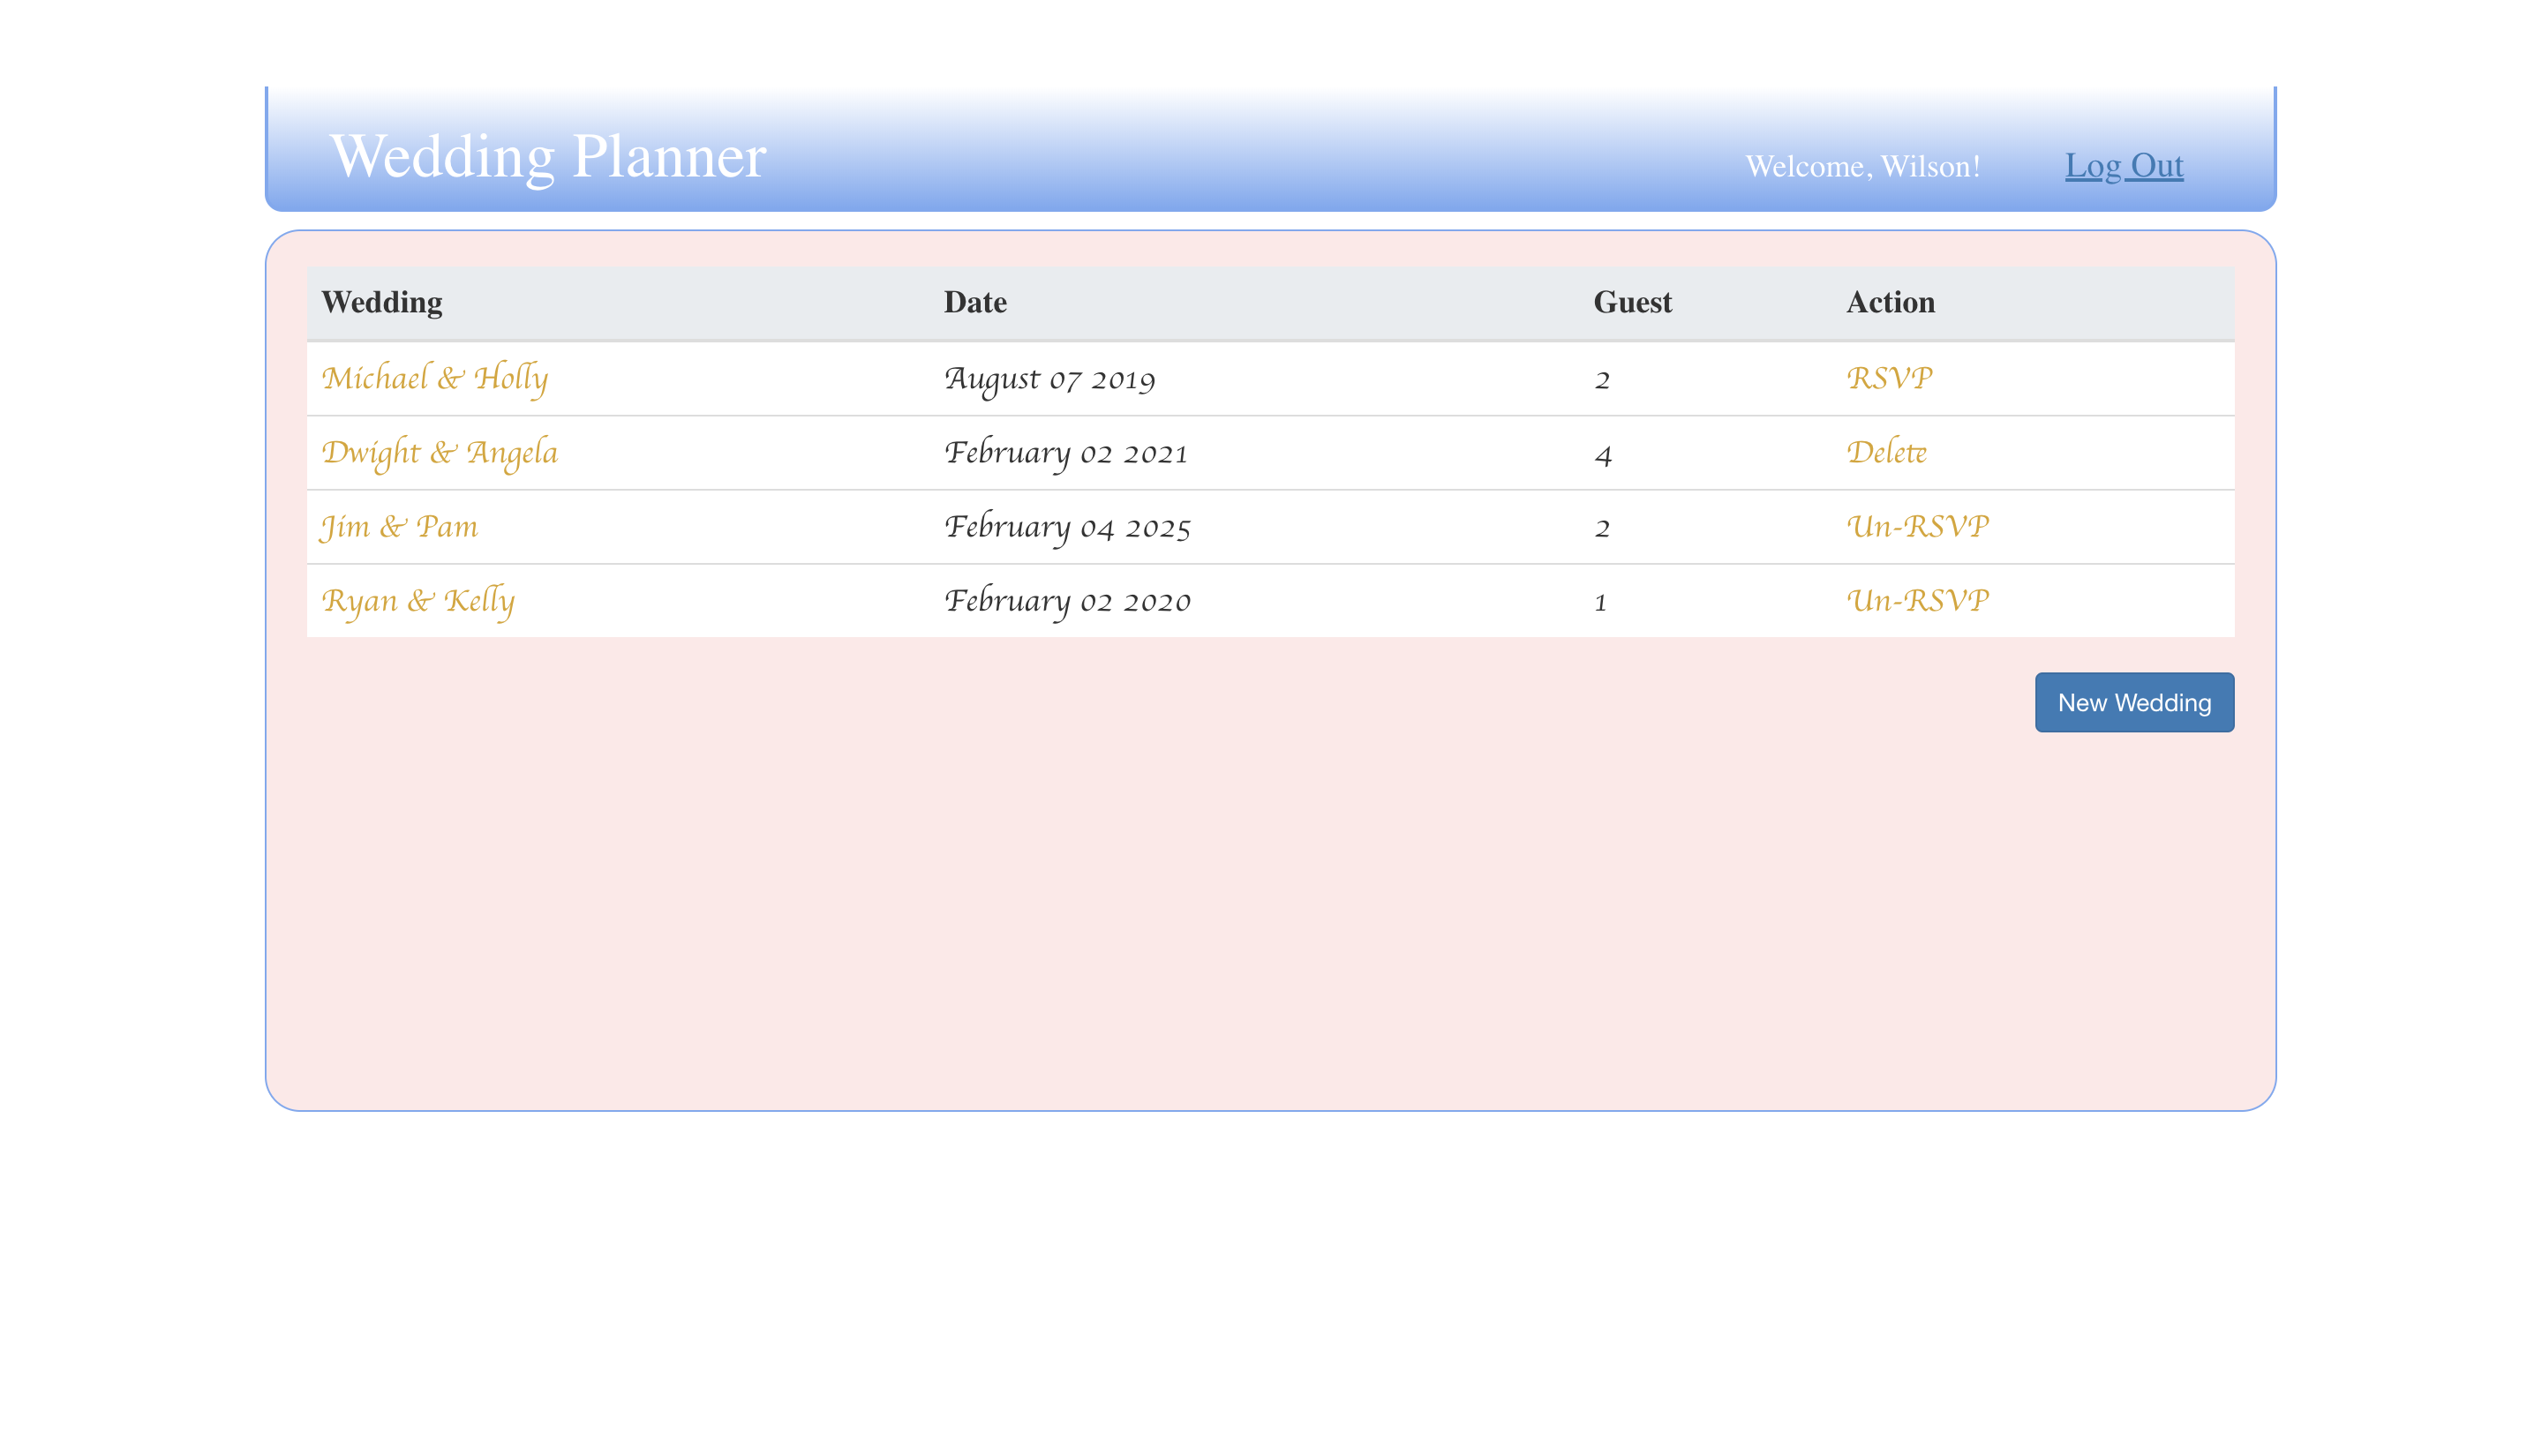 Wedding Planner Welcome, Wilson! Log Out
Wedding Date Guest Action
Michael & Holly August 07 2019 2 RSVP
Dwight & Angela February 02 2021 4 Delete
Jim & Pam February 04 2025 2 Un-RSVP
Ryan & Kelly February 02 2020 1 Un-RSVP
New Wedding